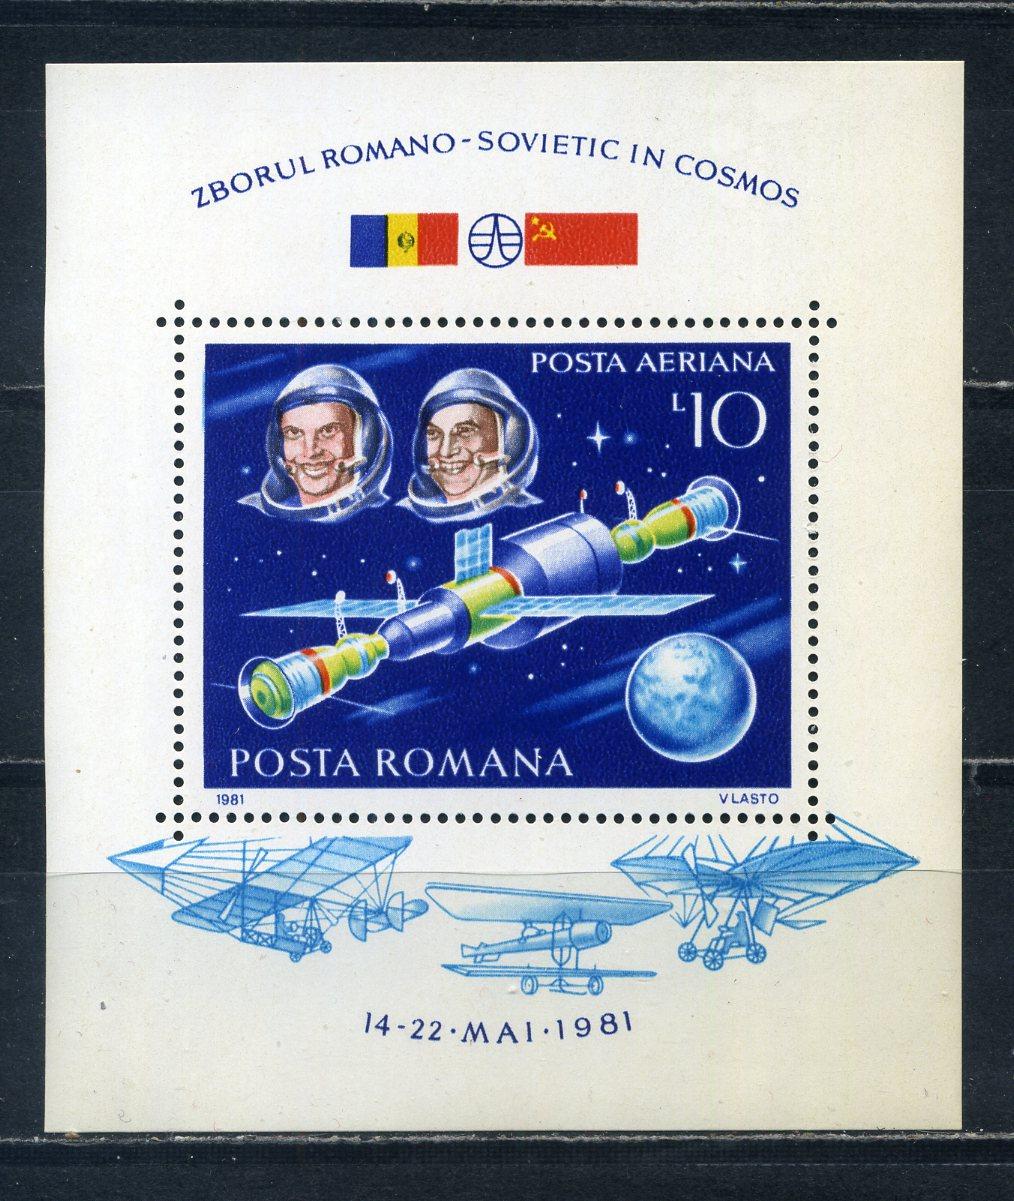 ZBORUL ROMANO-SOVIETIC IN COSMOS
POSTA AERIANA
L10
POSTA ROMANA
1981
VLASTO
14-22·MAI·1981